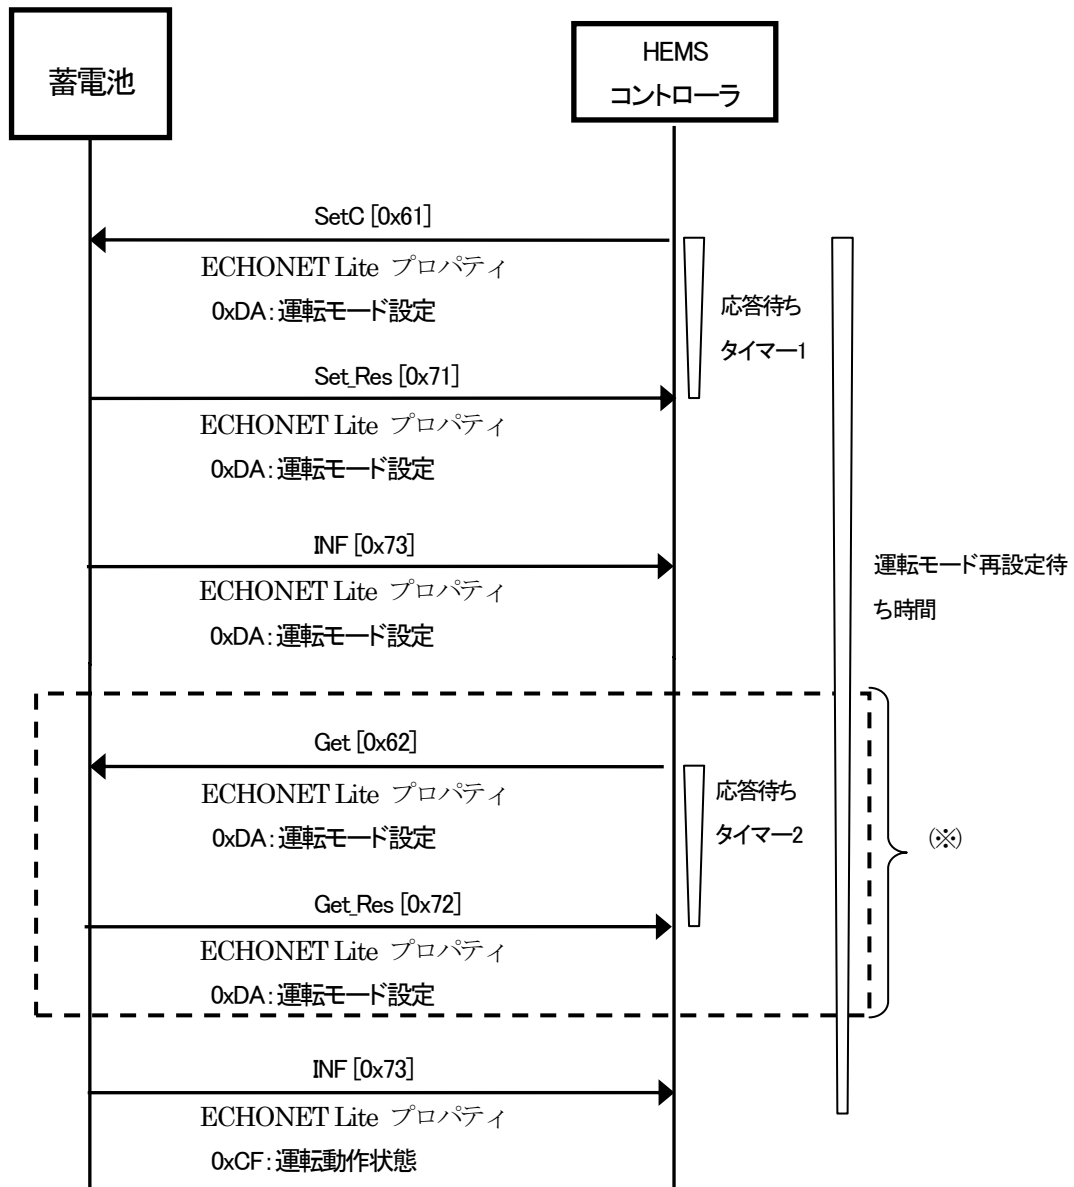 蓄電池
HEMS
コントローラ
SetC [0x61]
ECHONET Lite プロパティ
0xDA：運転モード設定
応答待ち
タイマー1
Set_Res [0x71]
ECHONET Lite プロパティ
0xDA：運転モード設定
INF [0x73]
ECHONET Lite プロパティ
0xDA：運転モード設定
運転モード再設定待
ち時間
Get [0x62]
ECHONET Lite プロパティ
0xDA：運転モード設定
応答待ち
タイマー2
(※)
Get_Res [0x72]
ECHONET Lite プロパティ
0xDA：運転モード設定
INF [0x73]
ECHONET Lite プロパティ
0xCF：運転動作状態